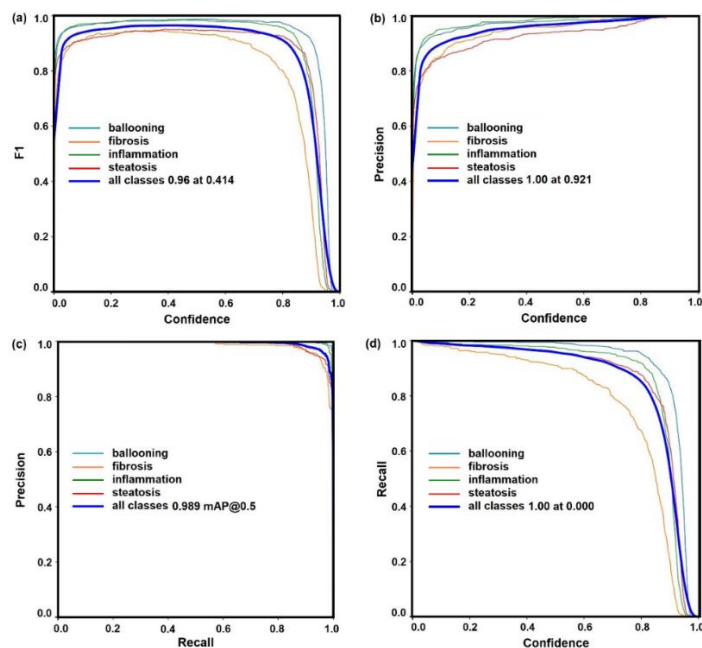 (a)
1.0
0.8
0.6
0.4
0.2
0.0
F1
ballooning
fibrosis
inflammation
steatosis
all classes 0.96 at 0.414
0.0 0.2 0.4 0.6 0.8 1.0
Confidence
(b)
1.0
0.8
0.6
0.4
0.2
0.0
Precision
ballooning
fibrosis
inflammation
steatosis
all classes 1.00 at 0.921
0.0 0.2 0.4 0.6 0.8 1.0
Confidence
(c)
1.0
0.8
0.6
0.4
0.2
0.0
Precision
ballooning
fibrosis
inflammation
steatosis
all classes 0.989 mAP@0.5
0.0 0.2 0.4 0.6 0.8 1.0
Recall
(d)
1.0
0.8
0.6
0.4
0.2
0.0
Recall
ballooning
fibrosis
inflammation
steatosis
all classes 1.00 at 0.000
0.0 0.2 0.4 0.6 0.8 1.0
Confidence